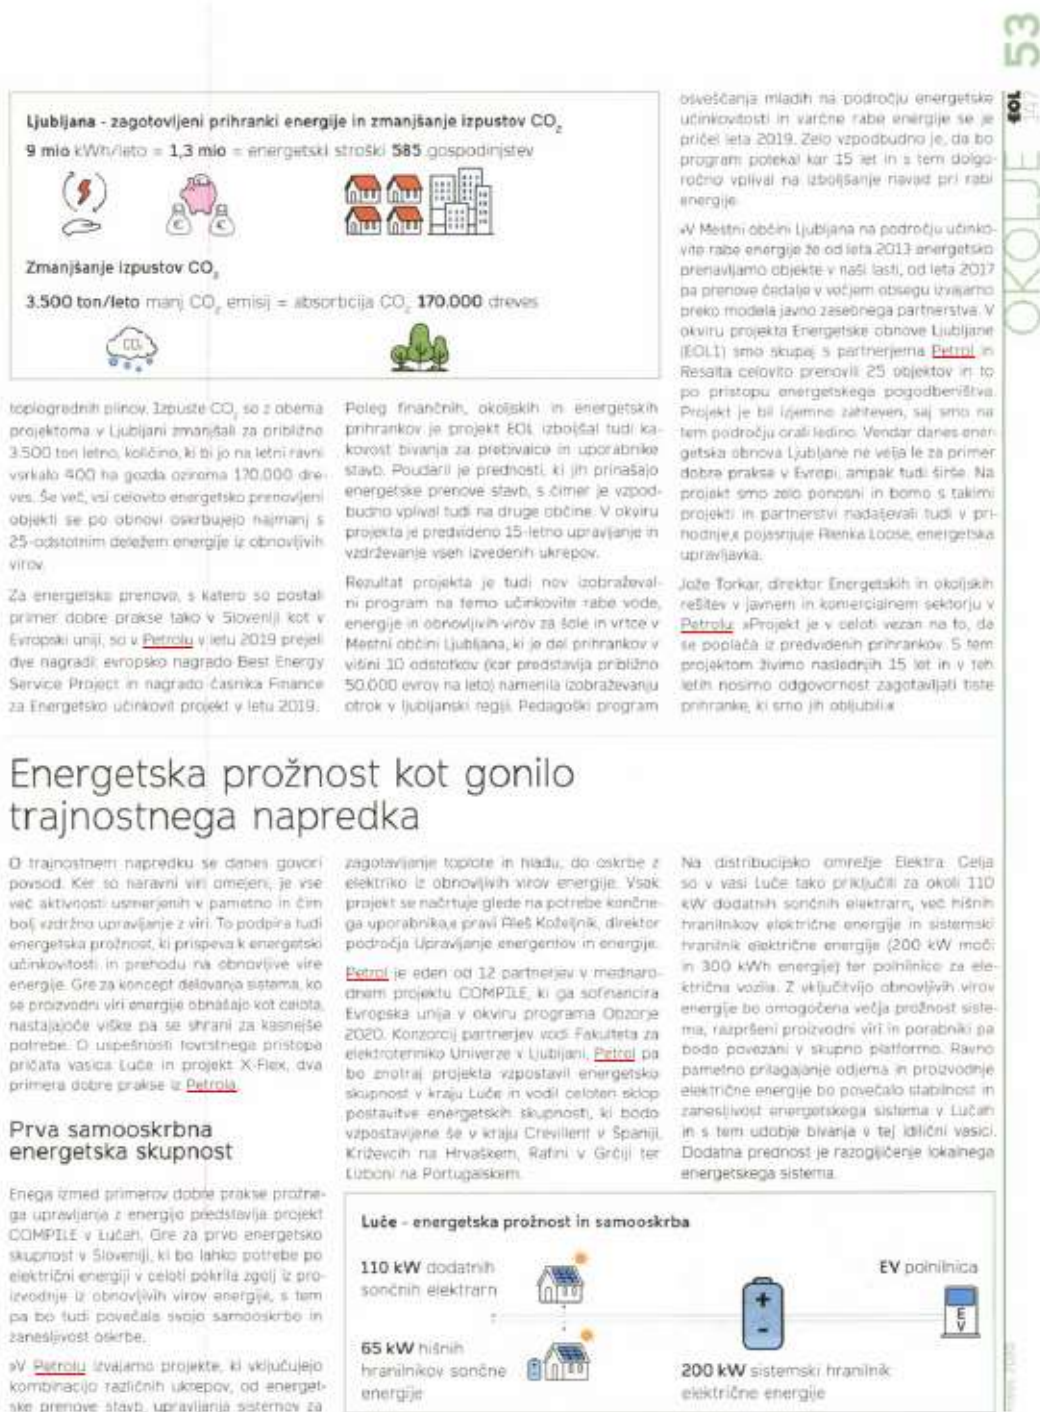 53
EOL
147
OKOLJE
Ljubljana - zagotovljeni prihranki energije in zmanjšanje izpustov CO2
9 mio kWh/leto = 1,3 mio = energetski stroški 585 gospodinjstev
Zmanjšanje izpustov CO2
3.500 ton/leto manj CO2 emisij = absorbcija CO2 170.000 dreves
CO2
toplogrednih plinov. Izpuste CO2 so z obema
projektoma v Ljubljani zmanjšali za približno
3.500 ton letno, količino, ki bi jo na letni ravni
vsrkalo 400 ha gozda oziroma 170.000 dre-
ves. Še več, vsi celovito energetsko prenovljeni
objekti se po obnovi oskrbujejo najmanj s
25-odstotnim deležem energije iz obnovljivih
virov.
Za energetsko prenovo, s katero so postali
primer dobre prakse tako v Sloveniji kot v
Evropski uniji, so v Petrolu v letu 2019 prejeli
dve nagradi: evropsko nagrado Best Energy
Service Project in nagrado časnika Finance
za Energetsko učinkovit projekt v letu 2019.
Poleg finančnih, okoljskih in energetskih
prihrankov je projekt EOL izboljšal tudi ka-
kovost bivanja za prebivalce in uporabnike
stavb. Poudaril je prednosti, ki jih prinašajo
energetske prenove stavb, s čimer je vzpod-
budno vplival tudi na druge občine. V okviru
projekta je predvideno 15-letno upravljanje in
vzdrževanje vseh izvedenih ukrepov.
Rezultat projekta je tudi nov izobraževal-
ni program na temo učinkovite rabe vode,
energije in obnovljivih virov za šole in vrtce v
Mestni občini Ljubljana, ki je del prihrankov v
višini 10 odstotkov (kar predstavlja približno
50.000 evrov na leto) namenila izobraževanju
otrok v ljubljanski regiji. Pedagoški program
osveščanja mladih na področju energetske
učinkovitosti in varčne rabe energije se je
pričel leta 2019. Zelo vzpodbudno je, da bo
program potekal kar 15 let in s tem dolgo-
ročno vplival na izboljšanje navad pri rabi
energije.
»V Mestni občini Ljubljana na področju učinko-
vite rabe energije že od leta 2013 energetsko
prenavljamo objekte v naši lasti, od leta 2017
pa prenove čedalje v večjem obsegu izvajamo
preko modela javno zasebnega partnerstva. V
okviru projekta Energetske obnove Ljubljane
(EOL1) smo skupaj s partnerjema Petrol in
Resalta celovito prenovili 25 objektov in to
po pristopu energetskega pogodbeništva.
Projekt je bil izjemno zahteven, saj smo na
tem področju orali ledino. Vendar danes ener-
getska obnova Ljubljane ne velja le za primer
dobre prakse v Evropi, ampak tudi širše. Na
projekt smo zelo ponosni in bomo s takimi
projekti in partnerstvi nadaljevali tudi v pri-
hodnje,« pojasnjuje Alenka Loose, energetska
upravljavka.
Jože Torkar, direktor Energetskih in okoljskih
rešitev v javnem in komercialnem sektorju v
Petrolu: »Projekt je v celoti vezan na to, da
se poplača iz predvidenih prihrankov. S tem
projektom živimo naslednjih 15 let in v teh
letih nosimo odgovornost zagotavljati tiste
prihranke, ki smo jih obljubili.«
Energetska prožnost kot gonilo
trajnostnega napredka
O trajnostnem napredku se danes govori
povsod. Ker so naravni viri omejeni, je vse
več aktivnosti usmerjenih v pametno in čim
bolj vzdržno upravljanje z viri. To podpira tudi
energetska prožnost, ki prispeva k energetski
učinkovitosti in prehodu na obnovljive vire
energije. Gre za koncept delovanja sistema, ko
se proizvodni viri energije obnašajo kot celota,
nastajajoče viške pa se shrani za kasnejše
potrebe. O uspešnosti tovrstnega pristopa
pričata vasica Luče in projekt X-Flex, dva
primera dobre prakse iz Petrola.
Prva samooskrbna
energetska skupnost
Enega izmed primerov dobre prakse prožne-
ga upravljanja z energijo predstavlja projekt
COMPILE v Lučah. Gre za prvo energetsko
skupnost v Sloveniji, ki bo lahko potrebe po
električni energiji v celoti pokrila zgolj iz pro-
izvodnje iz obnovljivih virov energije, s tem
pa bo tudi povečala svojo samooskrbo in
zanesljivost oskrbe.
»V Petrolu izvajamo projekte, ki vključujejo
kombinacijo različnih ukrepov, od energet-
ske prenove stavb, upravljanja sistemov za
zagotavljanje toplote in hladu, do oskrbe z
elektriko iz obnovljivih virov energije. Vsak
projekt se načrtuje glede na potrebe končne-
ga uporabnika,« pravi Aleš Koželjnik, direktor
področja Upravljanje energentov in energije.
Petrol je eden od 12 partnerjev v mednaro-
dnem projektu COMPILE, ki ga sofinancira
Evropska unija v okviru programa Obzorje
2020. Konzorcij partnerjev vodi Fakulteta za
elektrotehniko Univerze v Ljubljani, Petrol pa
bo znotraj projekta vzpostavil energetsko
skupnost v kraju Luče in vodil celoten sklop
postavitve energetskih skupnosti, ki bodo
vzpostavljene še v kraju Crevillent v Španiji,
Križevcih na Hrvaškem, Rafini v Grčiji ter
Lizboni na Portugalskem.
Na distribucijsko omrežje Elektra Celja
so v vasi Luče tako priključili za okoli 110
kW dodatnih sončnih elektrarn, več hišnih
hranilnikov električne energije in sistemski
hranilnik električne energije (200 kW moči
in 300 kWh energije) ter polnilnico za ele-
ktrična vozila. Z vključitvijo obnovljivih virov
energije bo omogočena večja prožnost siste-
ma, razpršeni proizvodni viri in porabniki pa
bodo povezani v skupno platformo. Ravno
pametno prilagajanje odjema in proizvodnje
električne energije bo povečalo stabilnost in
zanesljivost energetskega sistema v Lučah
in s tem udobje bivanja v tej idilični vasici.
Dodatna prednost je razogljičenje lokalnega
energetskega sistema.
Luče - energetska prožnost in samooskrba
110 kW dodatnih
sončnih elektrarn
65 kW hišnih
hranilnikov sončne
energije
200 kW sistemski hranilnik
električne energije
EV polnilnica
EV